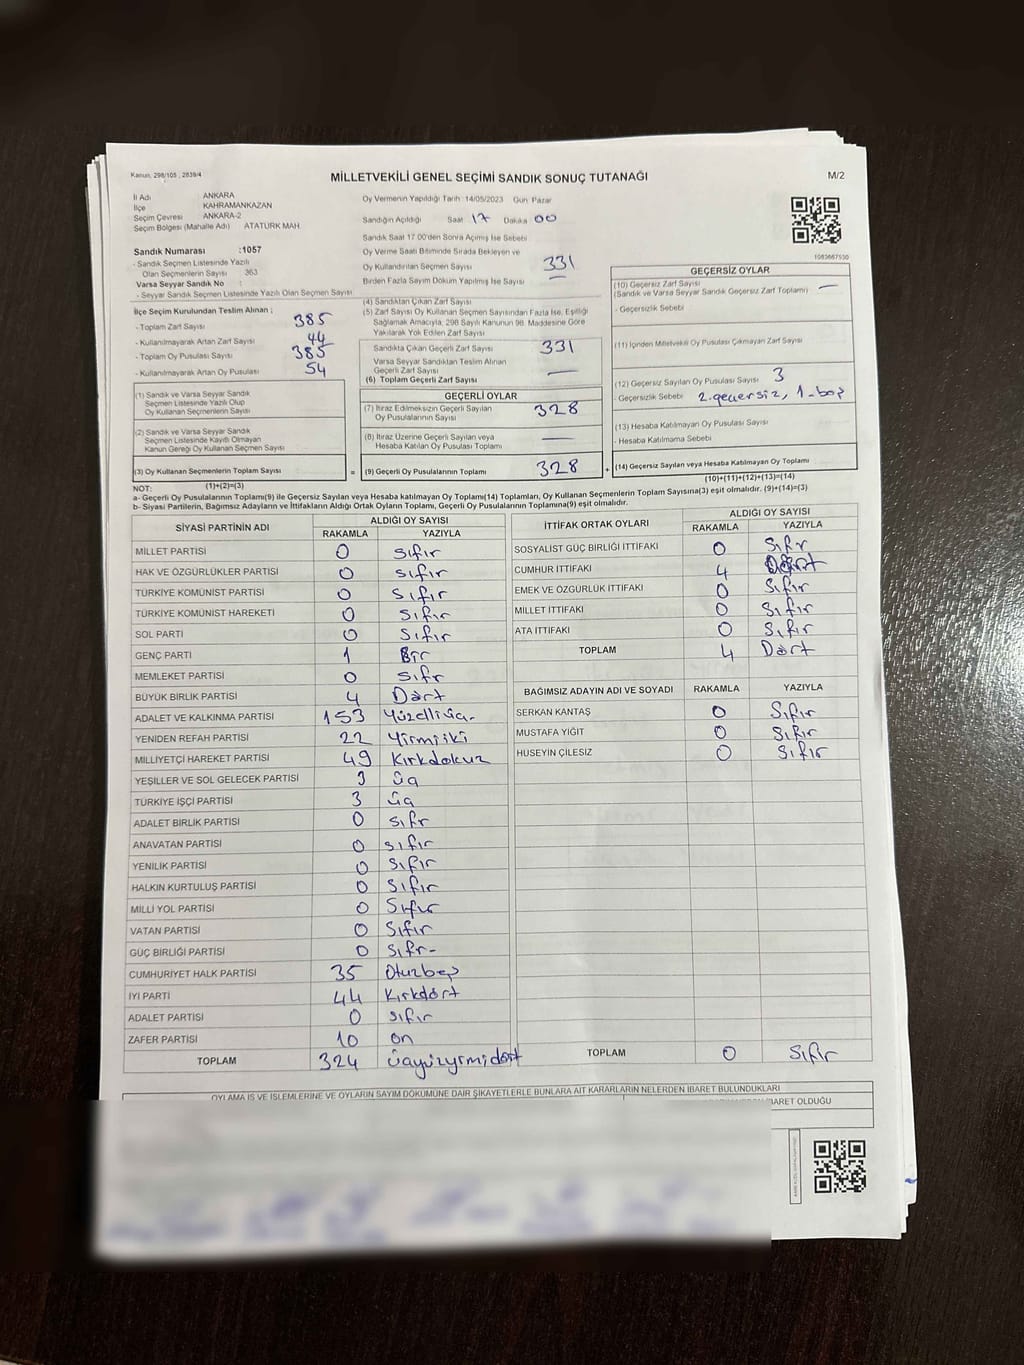 Kanun, 298/105 , 2839/4
MİLLETVEKİLİ GENEL SEÇİMİ SANDIK SONUÇ TUTANAĞI
M/2
İl Adı ANKARA
İlçe KAHRAMANKAZAN
Seçim Çevresi ANKARA-2
Seçim Bölgesi (Mahalle Adı) ATATÜRK MAH.
Sandık Numarası :1057
- Sandık Seçmen Listesinde Yazılı
Olan Seçmenlerin Sayısı 363
Varsa Seyyar Sandık No :
- Seyyar Sandık Seçmen Listesinde Yazılı Olan Seçmen Sayısı
İlçe Seçim Kurulundan Teslim Alınan ;
- Toplam Zarf Sayısı 385
- Kullanılmayarak Artan Zarf Sayısı 44
- Toplam Oy Pusulası Sayısı 385
- Kullanılmayarak Artan Oy Pusulası 54
(1) Sandık ve Varsa Seyyar Sandık
Seçmen Listesinde Yazılı Olup
Oy Kullanan Seçmenlerin Sayısı
(2) Sandık ve Varsa Seyyar Sandık
Seçmen Listesinde Kayıtlı Olmayan
Kanun Gereği Oy Kullanan Seçmen Sayısı
(3) Oy Kullanan Seçmenlerin Toplam Sayısı
(1)+(2)=(3)
Oy Vermenin Yapıldığı Tarih :14/05/2023 Gün Pazar
Sandığın Açıldığı Saat 17 Dakika 00
Sandık Saat 17.00'den Sonra Açılmış İse Sebebi
Oy Verme Saati Bitiminde Sırada Bekleyen ve
Oy Kullandırılan Seçmen Sayısı 331
Birden Fazla Sayım Döküm Yapılmış İse Sayısı —
(4) Sandıktan Çıkan Zarf Sayısı
(5) Zarf Sayısı Oy Kullanan Seçmen Sayısından Fazla İse, Eşitliği
Sağlamak Amacıyla, 298 Sayılı Kanunun 98. Maddesine Göre
Yakılarak Yok Edilen Zarf Sayısı
Sandıkta Çıkan Geçerli Zarf Sayısı 331
Varsa Seyyar Sandıktan Teslim Alınan
Geçerli Zarf Sayısı —
(6) Toplam Geçerli Zarf Sayısı
GEÇERLİ OYLAR
(7) İtiraz Edilmeksizin Geçerli Sayılan
Oy Pusulalarının Sayısı 328
(8) İtiraz Üzerine Geçerli Sayılan veya
Hesaba Katılan Oy Pusulası Toplamı —
= (9) Geçerli Oy Pusulalarının Toplamı 328 +
1083687530
GEÇERSİZ OYLAR
(10) Geçersiz Zarf Sayısı —
(Sandık ve Varsa Seyyar Sandık Geçersiz Zarf Toplamı)
- Geçersizlik Sebebi
(11) İçinden Milletvekili Oy Pusulası Çıkmayan Zarf Sayısı
(12) Geçersiz Sayılan Oy Pusulası Sayısı 3
- Geçersizlik Sebebi 2.geçersiz, 1-boş
(13) Hesaba Katılmayan Oy Pusulası Sayısı
- Hesaba Katılmama Sebebi
(14) Geçersiz Sayılan veya Hesaba Katılmayan Oy Toplamı
(10)+(11)+(12)+(13)=(14)
NOT:
a- Geçerli Oy Pusulalarının Toplamı(9) ile Geçersiz Sayılan veya Hesaba katılmayan Oy Toplamı(14) Toplamları, Oy Kullanan Seçmenlerin Toplam Sayısına(3) eşit olmalıdır. (9)+(14)=(3)
b- Siyasi Partilerin, Bağımsız Adayların ve İttifakların Aldığı Ortak Oyların Toplamı, Geçerli Oy Pusulalarının Toplamına(9) eşit olmalıdır.
SİYASİ PARTİNİN ADI ALDIĞI OY SAYISI
RAKAMLA YAZIYLA
MİLLET PARTİSİ 0 sıfır
HAK VE ÖZGÜRLÜKLER PARTİSİ 0 sıfır
TÜRKİYE KOMÜNİST PARTİSİ 0 sıfır
TÜRKİYE KOMÜNİST HAREKETİ 0 sıfır
SOL PARTİ 0 sıfır
GENÇ PARTİ 1 Bir
MEMLEKET PARTİSİ 0 sıfr
BÜYÜK BİRLİK PARTİSİ 4 Dört
ADALET VE KALKINMA PARTİSİ 153 Yüzelliüç
YENİDEN REFAH PARTİSİ 22 Yirmiiki
MİLLİYETÇİ HAREKET PARTİSİ 49 Kırkdokuz
YEŞİLLER VE SOL GELECEK PARTİSİ 3 üç
TÜRKİYE İŞÇİ PARTİSİ 3 üç
ADALET BİRLİK PARTİSİ 0 sıfr
ANAVATAN PARTİSİ 0 sıfır
YENİLİK PARTİSİ 0 sıfır
HALKIN KURTULUŞ PARTİSİ 0 sıfır
MİLLİ YOL PARTİSİ 0 Sıfır
VATAN PARTİSİ 0 Sıfır
GÜÇ BİRLİĞİ PARTİSİ 0 Sıfr-
CUMHURİYET HALK PARTİSİ 35 Otuzbeş
İYİ PARTİ 44 Kırkdört
ADALET PARTİSİ 0 sıfır
ZAFER PARTİSİ 10 on
TOPLAM 324 üçyüzyirmidört
İTTİFAK ORTAK OYLARI ALDIĞI OY SAYISI
RAKAMLA YAZIYLA
SOSYALİST GÜÇ BİRLİĞİ İTTİFAKI 0 Sıfr
CUMHUR İTTİFAKI 4 Dört
EMEK VE ÖZGÜRLÜK İTTİFAKI 0 Sıfır
MİLLET İTTİFAKI 0 Sıfır
ATA İTTİFAKI 0 Sıfır
TOPLAM 4 Dört
BAĞIMSIZ ADAYIN ADI VE SOYADI RAKAMLA YAZIYLA
SERKAN KANTAŞ 0 Sıfır
MUSTAFA YİĞİT 0 Sıfır
HÜSEYİN ÇİLESİZ 0 Sıfır
TOPLAM 0 Sıfır
OYLAMA İŞ VE İŞLEMLERİNE VE OYLARIN SAYIM DÖKÜMÜNE DAİR ŞİKAYETLERLE BUNLARA AİT KARARLARIN NELERDEN İBARET BULUNDUKLARI
İBARET OLDUĞU